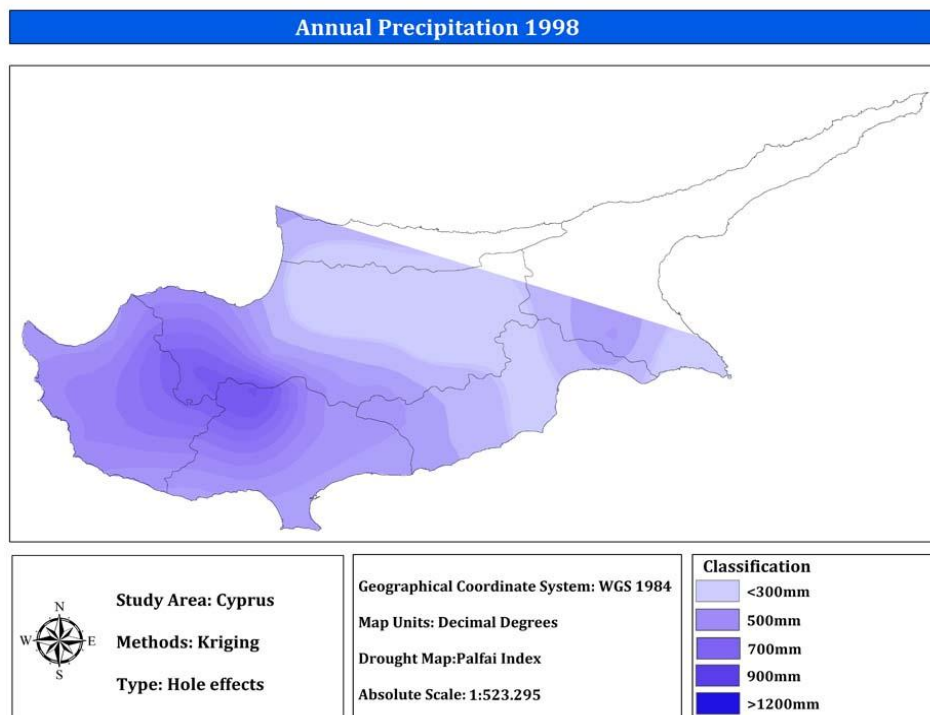 Annual Precipitation 1998
N
W E
S
Study Area: Cyprus
Methods: Kriging
Type: Hole effects
Geographical Coordinate System: WGS 1984
Map Units: Decimal Degrees
Drought Map:Palfai Index
Absolute Scale: 1:523.295
Classification
<300mm
500mm
700mm
900mm
>1200mm